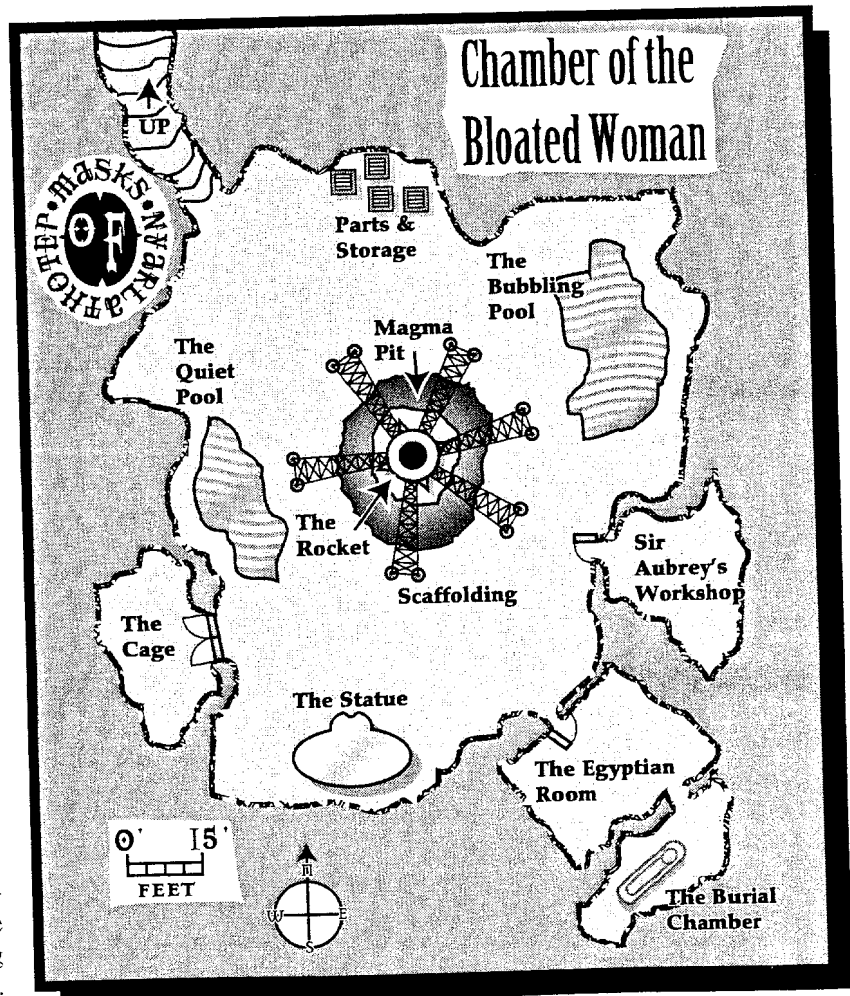 Chamber of the
Bloated Woman
UP
MASKS • OF • NYARLATHOTEP
Parts &
Storage
The
Bubbling
Pool
Magma
Pit
The
Quiet
Pool
The
Rocket
Scaffolding
Sir
Aubrey's
Workshop
The
Cage
The Statue
The Egyptian
Room
The Burial
Chamber
0' 15'
FEET
N
W E
S